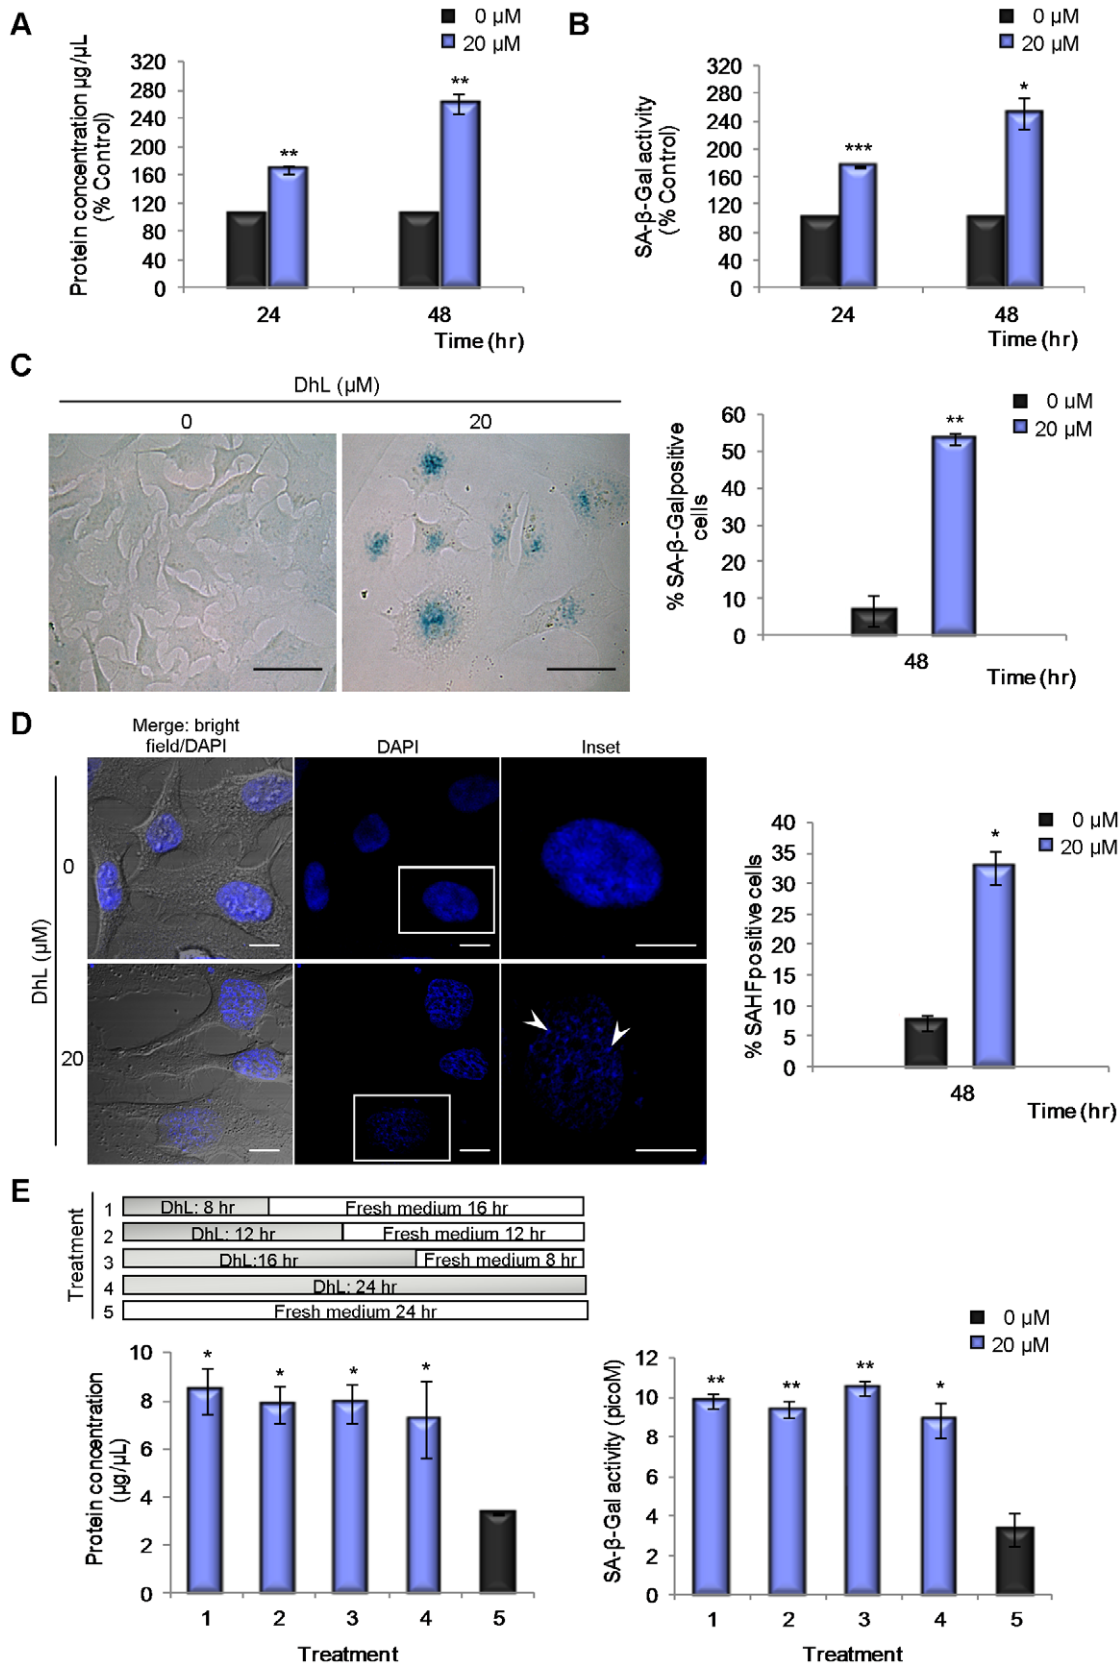 A
0 µM
20 µM
Protein concentration µg/µL
(% Control)
320
280
240
200
160
120
80
40
0
**
**
24
48
Time (hr)
B
0 µM
20 µM
SA-β-Gal activity
(% Control)
320
280
240
200
160
120
80
40
0
***
*
24
48
Time (hr)
C
DhL (µM)
0
20
0 µM
20 µM
% SA-β-Galpositive
cells
60
50
40
30
20
10
0
**
48
Time (hr)
D
Merge: bright
field/DAPI
DAPI
Inset
DhL (µM)
0
20
0 µM
20 µM
%SAHFpositive cells
40
35
30
25
20
15
10
5
0
*
48
Time (hr)
E
Treatment
1 DhL: 8 hr Fresh medium 16 hr
2 DhL: 12 hr Fresh medium 12 hr
3 DhL:16 hr Fresh medium 8 hr
4 DhL: 24 hr
5 Fresh medium 24 hr
Protein concentration
(µg/µL)
10
8
6
4
2
0
* * * *
1 2 3 4 5
Treatment
0 µM
20 µM
SA-β-Gal activity (picoM)
12
10
8
6
4
2
0
** ** ** *
1 2 3 4 5
Treatment